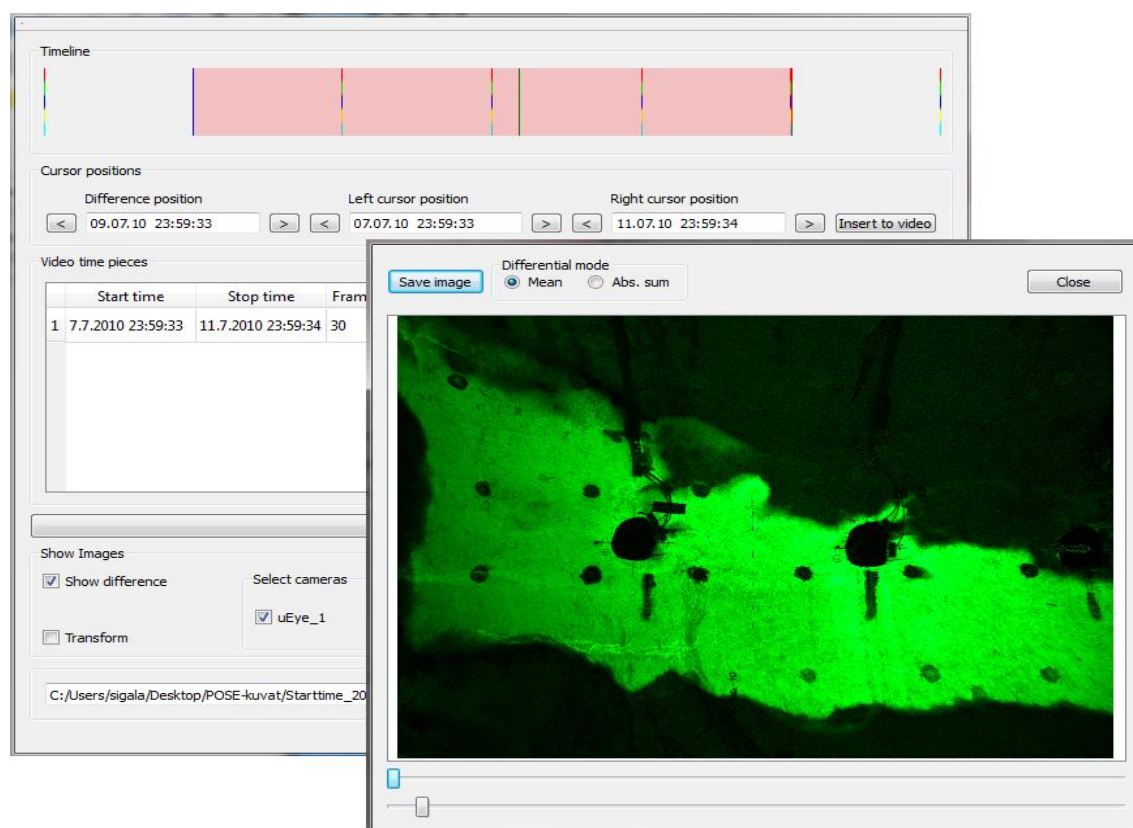 Timeline
Cursor positions
Difference position Left cursor position Right cursor position
< 09.07.10 23:59:33 > < 07.07.10 23:59:33 > < 11.07.10 23:59:34 > Insert to video
Video time pieces
Start time Stop time Fram
1 7.7.2010 23:59:33 11.7.2010 23:59:34 30
Show Images
Show difference
Select cameras
uEye_1
Transform
C:/Users/sigala/Desktop/POSE-kuvat/Starttime_20
Save image
Differential mode
Mean Abs. sum
Close